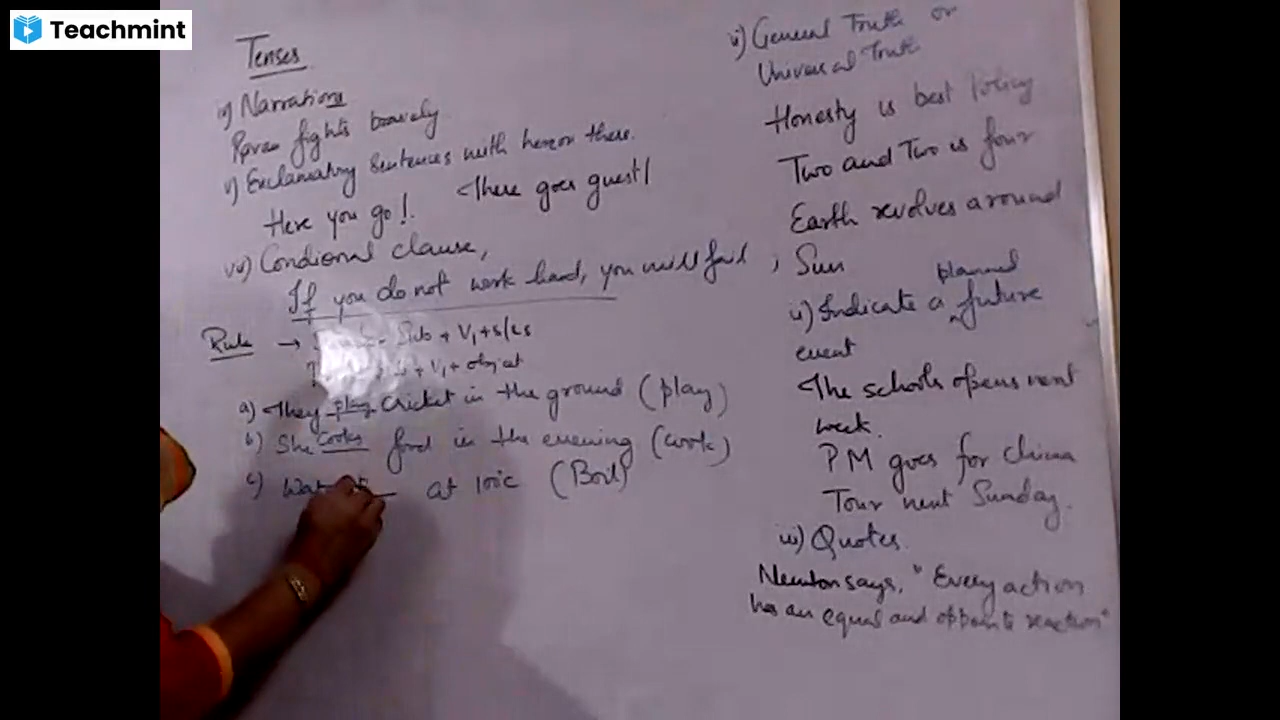 Teachmint
Tenses
iv) Narrations
fights bravely
v) Exclamatory sentences with here or there.
Here you go!. There goes guest!
vi) Condional clause,
If you do not work hard, you will fail,
Rule → Sub + V1+s/es
+ V1 + object
a) They play cricket in the ground (play)
b) She cooks food in the evening (cook)
c) at 100c (Boil)
General Truth or
Universal Truth
Honesty is best Policy
Two and Two is four
Earth revolves around
Sun
ii) Indicate a planned future
event
The schools opens next
week.
PM goes for China
Tour next Sunday.
iii) Quotes.
Newton says, "Every action
has an equal and opposite reaction"